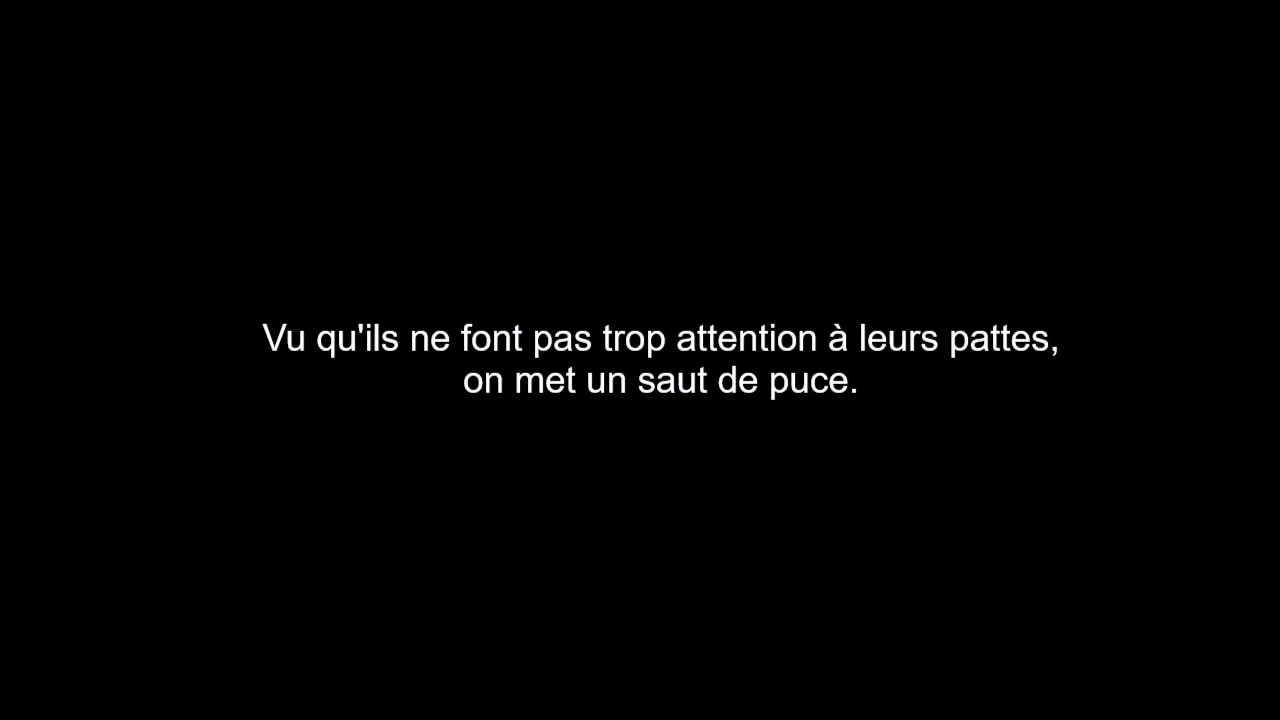 Vu qu'ils ne font pas trop attention à leurs pattes,
on met un saut de puce.